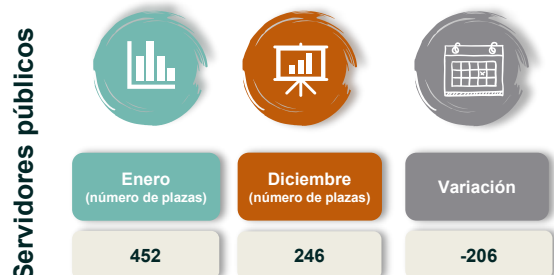 Servidores públicos
Enero
(número de plazas)
Diciembre
(número de plazas)
Variación
452
246
-206